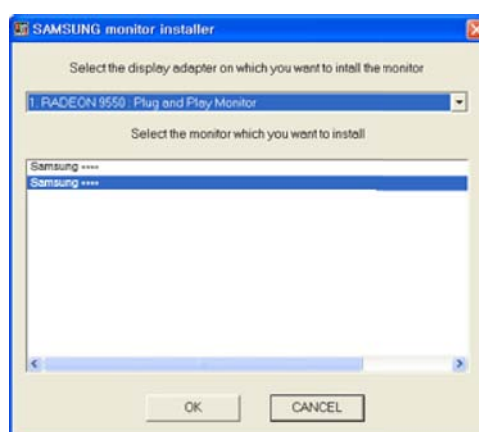 SAMSUNG monitor installer
Select the display adapter on which you want to intall the monitor
1. RADEON 9550 : Plug and Play Monitor
Select the monitor which you want to install
Samsung ****
Samsung ****
OK
CANCEL